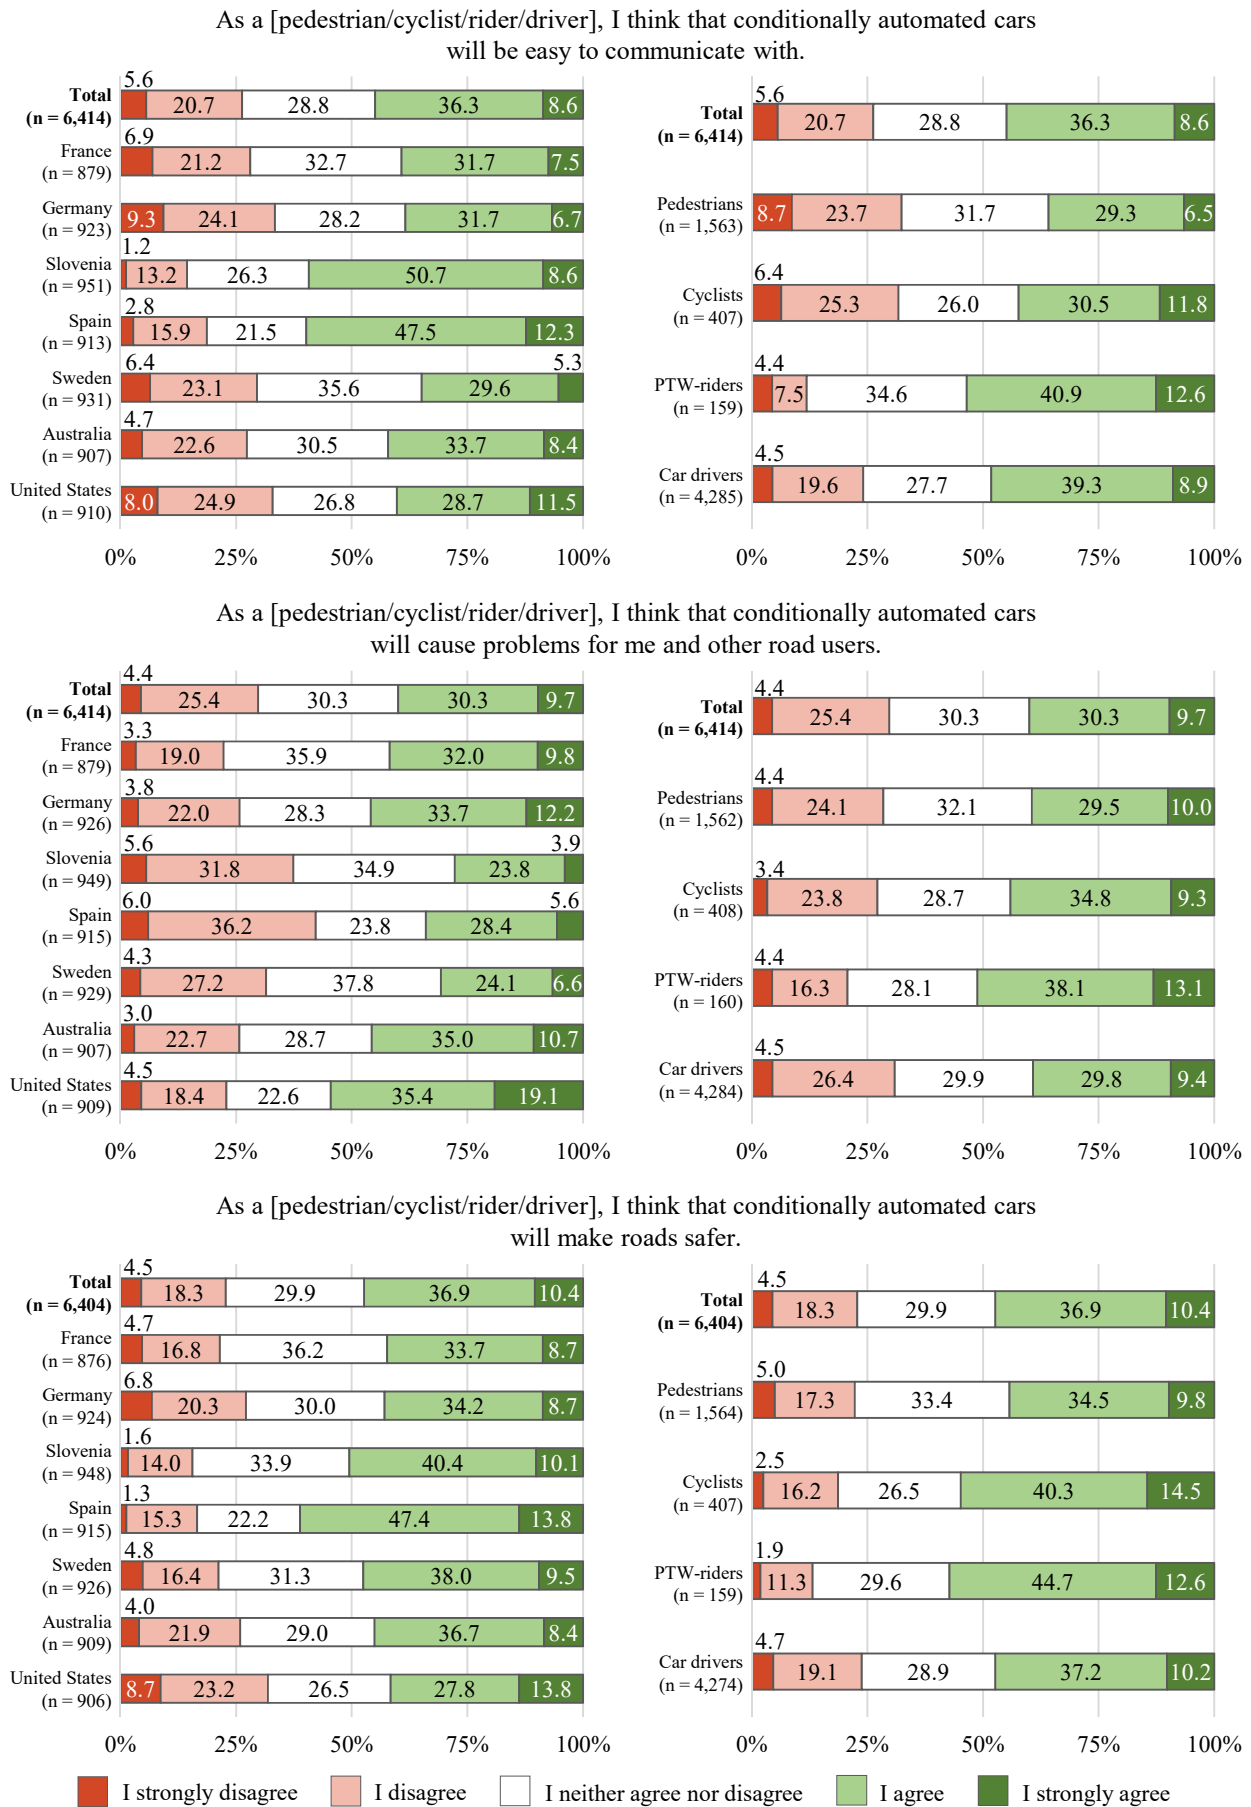 As a [pedestrian/cyclist/rider/driver], I think that conditionally automated cars
will be easy to communicate with.
5.6
Total
(n = 6,414)
20.7 28.8 36.3 8.6
6.9
France
(n = 879)
21.2 32.7 31.7 7.5
Germany
(n = 923)
9.3 24.1 28.2 31.7 6.7
1.2
Slovenia
(n = 951)
13.2 26.3 50.7 8.6
2.8
Spain
(n = 913)
15.9 21.5 47.5 12.3
6.4 5.3
Sweden
(n = 931)
23.1 35.6 29.6
4.7
Australia
(n = 907)
22.6 30.5 33.7 8.4
United States
(n = 910)
8.0 24.9 26.8 28.7 11.5
0% 25% 50% 75% 100%
5.6
Total
(n = 6,414)
20.7 28.8 36.3 8.6
Pedestrians
(n = 1,563)
8.7 23.7 31.7 29.3 6.5
6.4
Cyclists
(n = 407)
25.3 26.0 30.5 11.8
4.4
PTW-riders
(n = 159)
7.5 34.6 40.9 12.6
4.5
Car drivers
(n = 4,285)
19.6 27.7 39.3 8.9
0% 25% 50% 75% 100%
As a [pedestrian/cyclist/rider/driver], I think that conditionally automated cars
will cause problems for me and other road users.
4.4
Total
(n = 6,414)
25.4 30.3 30.3 9.7
3.3
France
(n = 879)
19.0 35.9 32.0 9.8
3.8
Germany
(n = 926)
22.0 28.3 33.7 12.2
5.6 3.9
Slovenia
(n = 949)
31.8 34.9 23.8
6.0 5.6
Spain
(n = 915)
36.2 23.8 28.4
4.3
Sweden
(n = 929)
27.2 37.8 24.1 6.6
3.0
Australia
(n = 907)
22.7 28.7 35.0 10.7
4.5
United States
(n = 909)
18.4 22.6 35.4 19.1
0% 25% 50% 75% 100%
4.4
Total
(n = 6,414)
25.4 30.3 30.3 9.7
4.4
Pedestrians
(n = 1,562)
24.1 32.1 29.5 10.0
3.4
Cyclists
(n = 408)
23.8 28.7 34.8 9.3
4.4
PTW-riders
(n = 160)
16.3 28.1 38.1 13.1
4.5
Car drivers
(n = 4,284)
26.4 29.9 29.8 9.4
0% 25% 50% 75% 100%
As a [pedestrian/cyclist/rider/driver], I think that conditionally automated cars
will make roads safer.
4.5
Total
(n = 6,404)
18.3 29.9 36.9 10.4
4.7
France
(n = 876)
16.8 36.2 33.7 8.7
6.8
Germany
(n = 924)
20.3 30.0 34.2 8.7
1.6
Slovenia
(n = 948)
14.0 33.9 40.4 10.1
1.3
Spain
(n = 915)
15.3 22.2 47.4 13.8
4.8
Sweden
(n = 926)
16.4 31.3 38.0 9.5
4.0
Australia
(n = 909)
21.9 29.0 36.7 8.4
United States
(n = 906)
8.7 23.2 26.5 27.8 13.8
0% 25% 50% 75% 100%
4.5
Total
(n = 6,404)
18.3 29.9 36.9 10.4
5.0
Pedestrians
(n = 1,564)
17.3 33.4 34.5 9.8
2.5
Cyclists
(n = 407)
16.2 26.5 40.3 14.5
1.9
PTW-riders
(n = 159)
11.3 29.6 44.7 12.6
4.7
Car drivers
(n = 4,274)
19.1 28.9 37.2 10.2
0% 25% 50% 75% 100%
I strongly disagree I disagree I neither agree nor disagree I agree I strongly agree